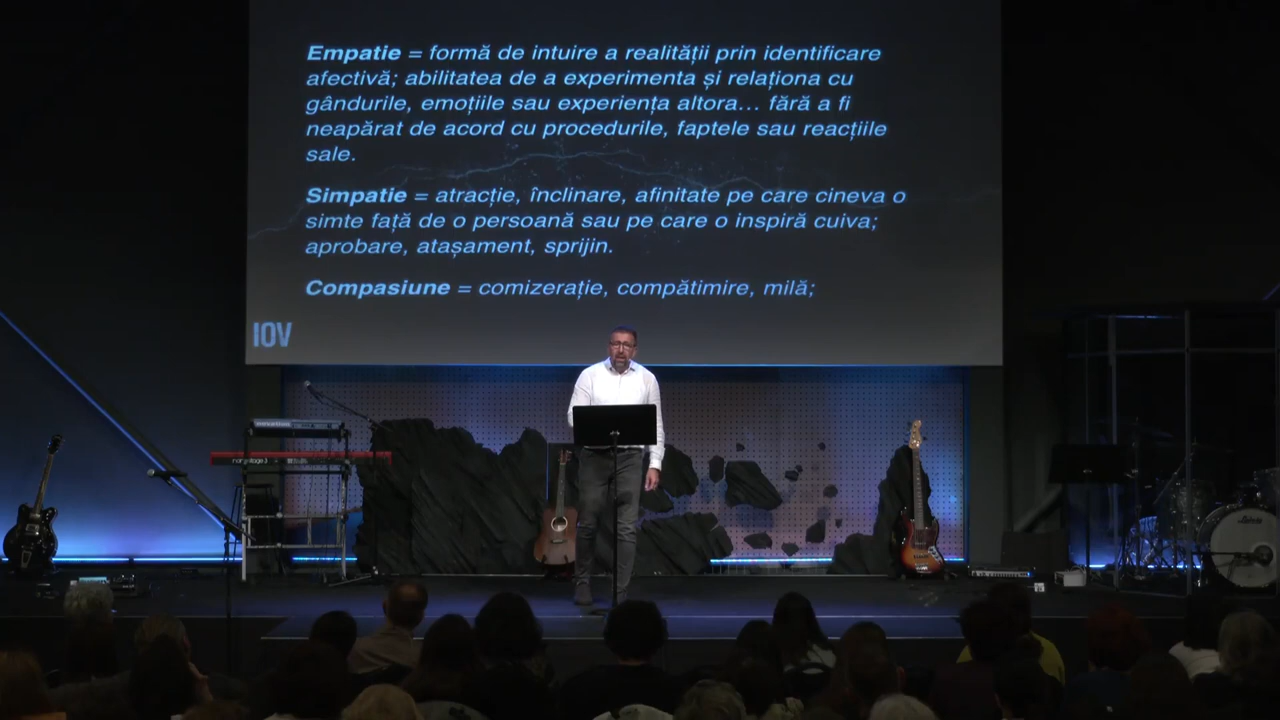 Empatie = formă de intuire a realității prin identificare
afectivă; abilitatea de a experimenta și relaționa cu
gândurile, emoțiile sau experiența altora... fără a fi
neapărat de acord cu procedurile, faptele sau reacțiile
sale.
Simpatie = atracție, înclinare, afinitate pe care cineva o
simte față de o persoană sau pe care o inspiră cuiva;
aprobare, atașament, sprijin.
Compasiune = comizerație, compătimire, milă;
IOV